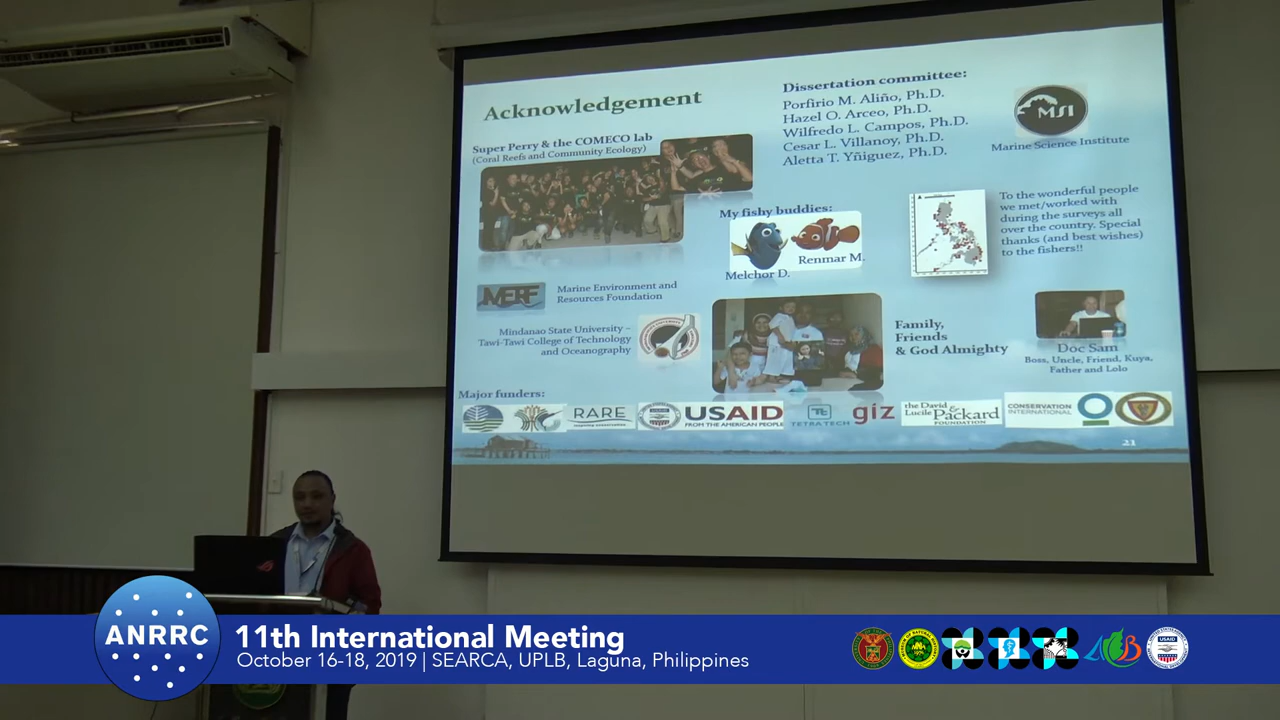 Acknowledgement
Super Perry & the COMECO lab
(Coral Reefs and Community Ecology)
Dissertation committee:
Porfirio M. Aliño, Ph.D.
Hazel O. Arceo, Ph.D.
Wilfredo L. Campos, Ph.D.
Cesar L. Villanoy, Ph.D.
Aletta T. Yñiguez, Ph.D.
MSI
Marine Science Institute
My fishy buddies:
Renmar M.
Melchor D.
To the wonderful people
we met/worked with
during the surveys all
over the country. Special
thanks (and best wishes)
to the fishers!!
MERF
Marine Environment and
Resources Foundation
Mindanao State University –
Tawi-Tawi College of Technology
and Oceanography
Family,
Friends
& God Almighty
Doc Sam
Boss, Uncle, Friend, Kuya,
Father and Lolo
Major funders:
RARE
USAID
FROM THE AMERICAN PEOPLE
TETRA TECH
giz
the David &
Lucile Packard
FOUNDATION
CONSERVATION
INTERNATIONAL
21
ANRRC
11th International Meeting
October 16-18, 2019 | SEARCA, UPLB, Laguna, Philippines
USAID